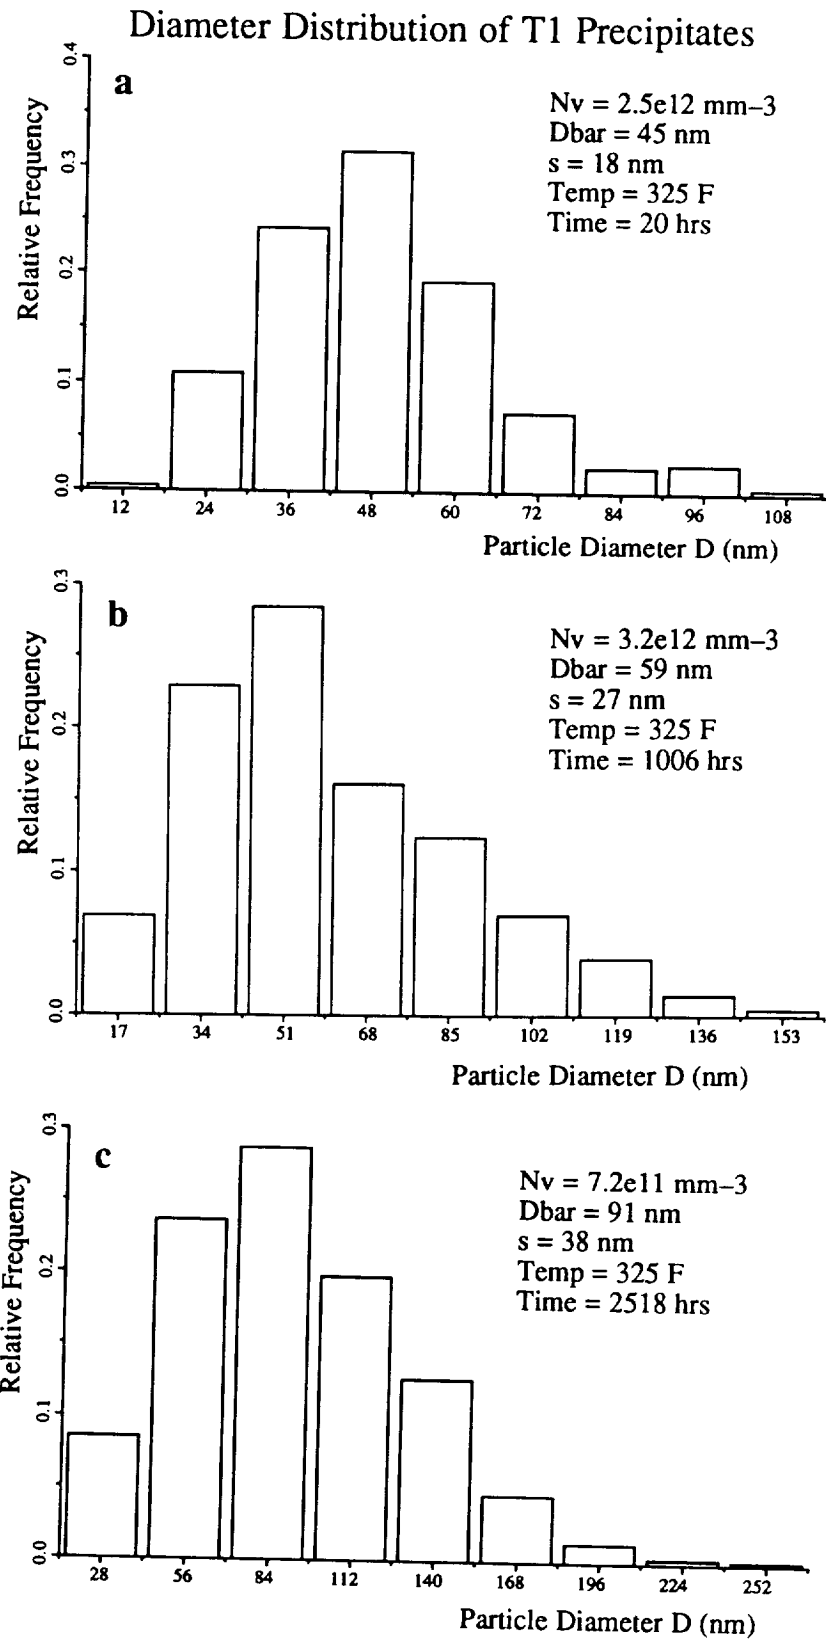 Diameter Distribution of T1 Precipitates
a
Nv = 2.5e12 mm–3
Dbar = 45 nm
s = 18 nm
Temp = 325 F
Time = 20 hrs
Relative Frequency
0.4
0.3
0.2
0.1
0.0
12 24 36 48 60 72 84 96 108
Particle Diameter D (nm)
b
Nv = 3.2e12 mm–3
Dbar = 59 nm
s = 27 nm
Temp = 325 F
Time = 1006 hrs
Relative Frequency
0.3
0.2
0.1
0.0
17 34 51 68 85 102 119 136 153
Particle Diameter D (nm)
c
Nv = 7.2e11 mm–3
Dbar = 91 nm
s = 38 nm
Temp = 325 F
Time = 2518 hrs
Relative Frequency
0.3
0.2
0.1
0.0
28 56 84 112 140 168 196 224 252
Particle Diameter D (nm)